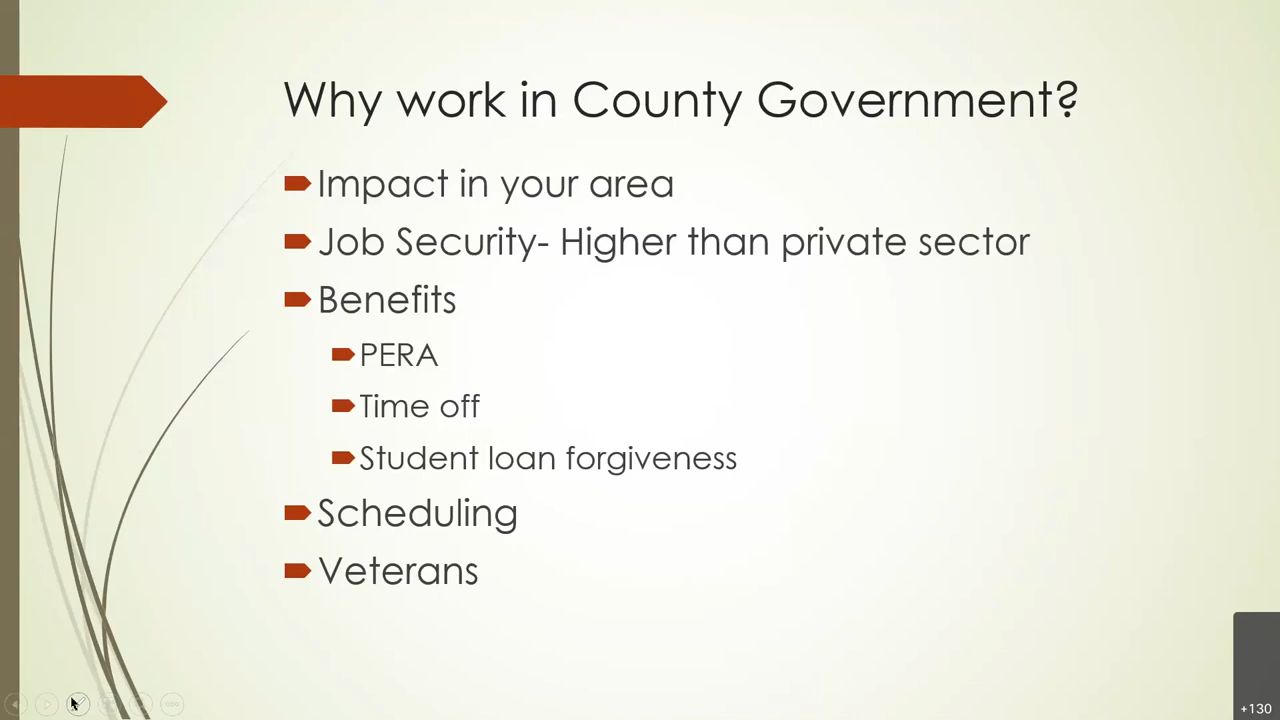 Why work in County Government?
Impact in your area
Job Security- Higher than private sector
Benefits
PERA
Time off
Student loan forgiveness
Scheduling
Veterans
+130